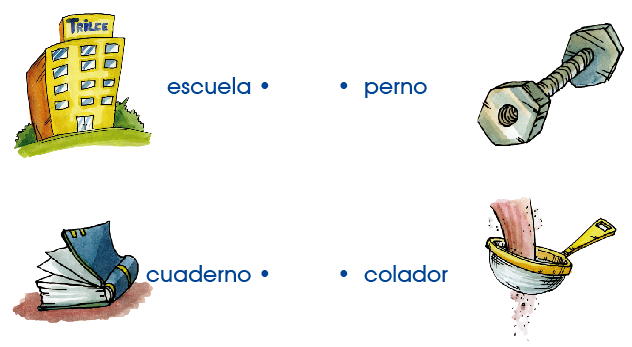 TRILCE
escuela • • perno
cuaderno • • colador